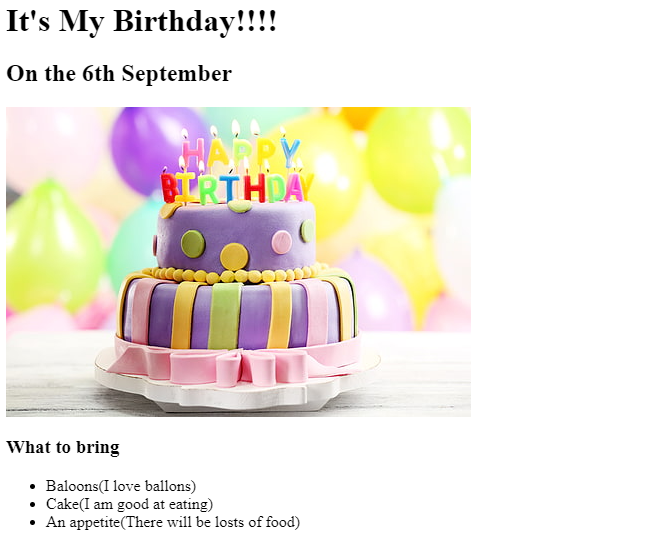 It's My Birthday!!!!
On the 6th September
HAPPY
BIRTHDAY
What to bring
Baloons(I love ballons)
Cake(I am good at eating)
An appetite(There will be losts of food)